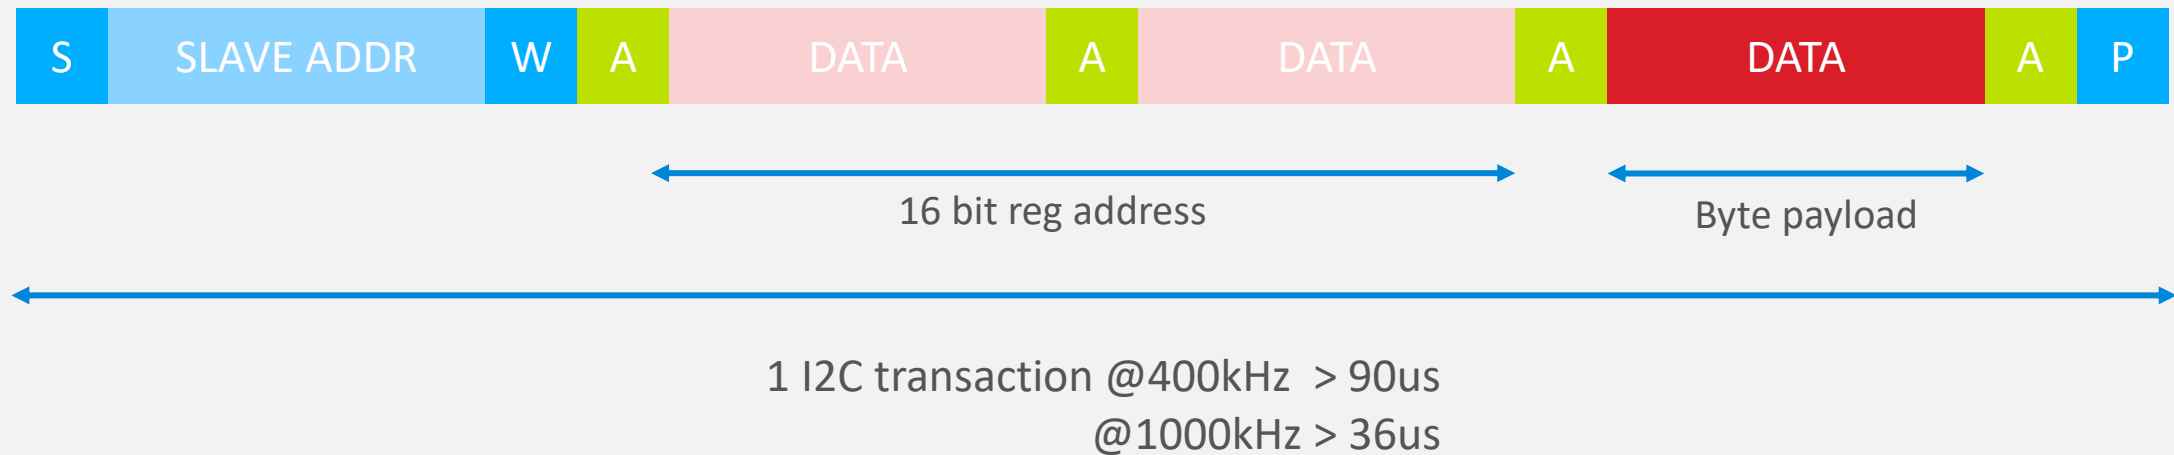 S SLAVE ADDR W A DATA A DATA A DATA A P
16 bit reg address Byte payload
1 I2C transaction @400kHz > 90us
@1000kHz > 36us